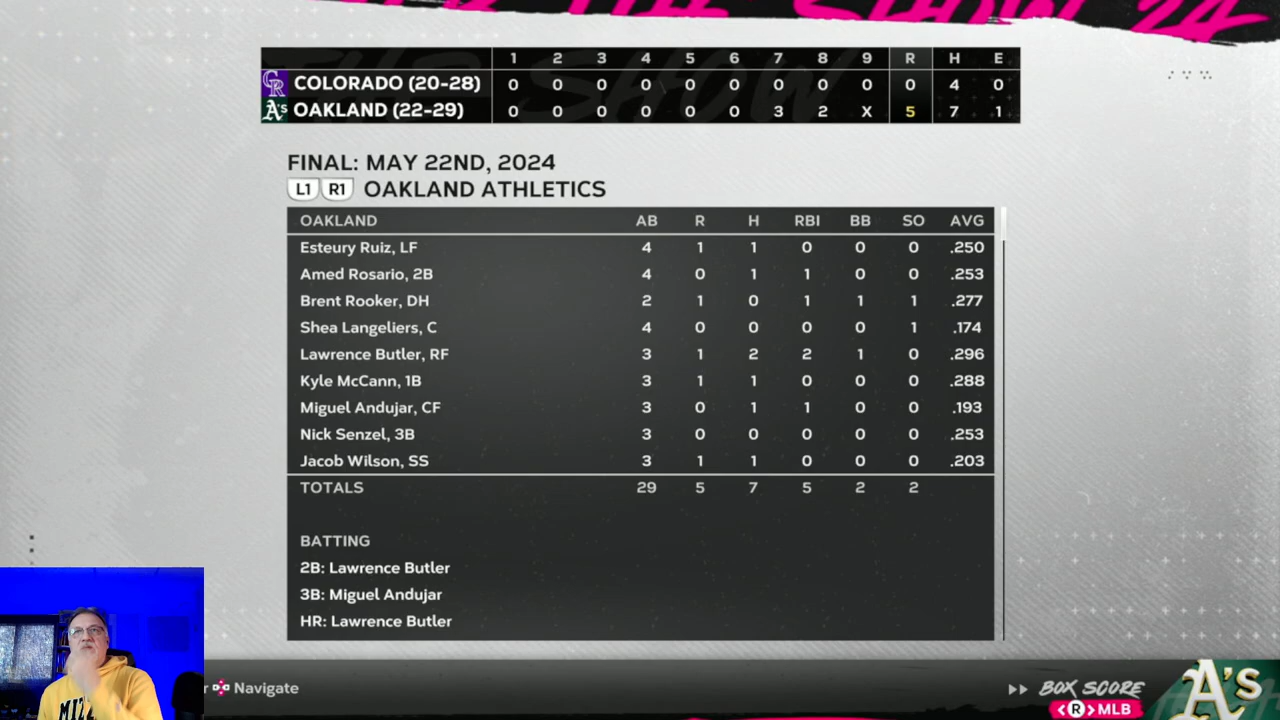 THE SHOW 24
1 2 3 4 5 6 7 8 9 R H E
COLORADO (20-28) 0 0 0 0 0 0 0 0 0 0 4 0
OAKLAND (22-29) 0 0 0 0 0 0 3 2 X 5 7 1
FINAL: MAY 22ND, 2024
L1 R1 OAKLAND ATHLETICS
OAKLAND AB R H RBI BB SO AVG
Esteury Ruiz, LF 4 1 1 0 0 0 .250
Amed Rosario, 2B 4 0 1 1 0 0 .253
Brent Rooker, DH 2 1 0 1 1 1 .277
Shea Langeliers, C 4 0 0 0 0 1 .174
Lawrence Butler, RF 3 1 2 2 1 0 .296
Kyle McCann, 1B 3 1 1 0 0 0 .288
Miguel Andujar, CF 3 0 1 1 0 0 .193
Nick Senzel, 3B 3 0 0 0 0 0 .253
Jacob Wilson, SS 3 1 1 0 0 0 .203
TOTALS 29 5 7 5 2 2
BATTING
2B: Lawrence Butler
3B: Miguel Andujar
HR: Lawrence Butler
Navigate
BOX SCORE
R MLB
A's